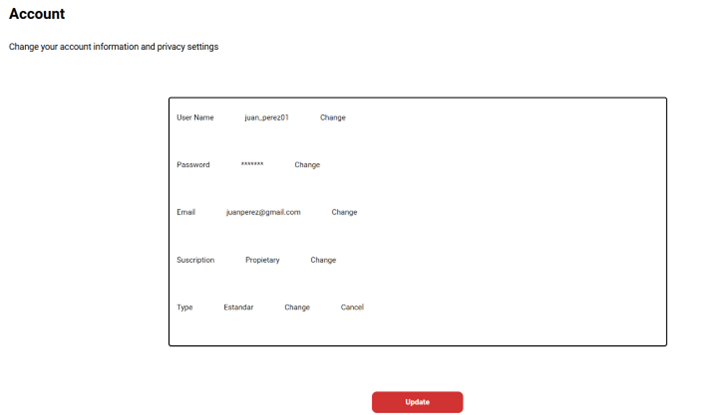 Account
Change your account information and privacy settings
User Name juan_perez01 Change
Password ******* Change
Email juanperez@gmail.com Change
Suscription Propietary Change
Type Estandar Change Cancel
Update